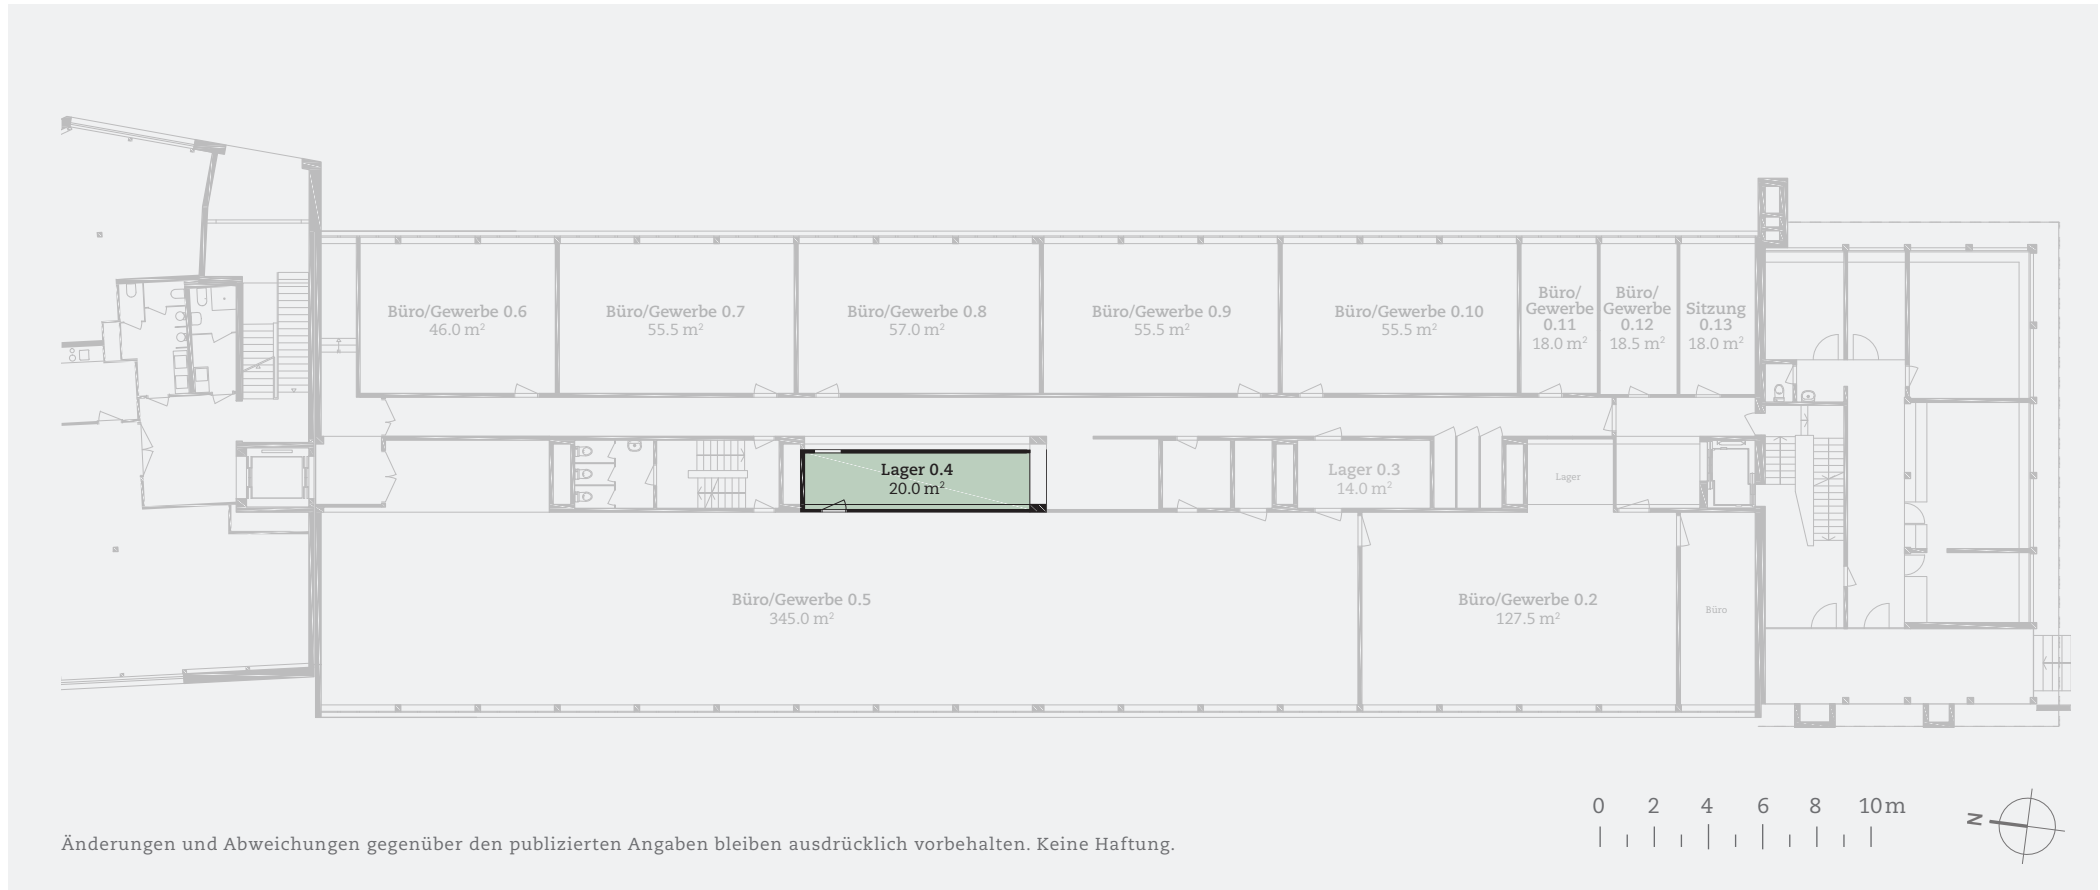 Büro/Gewerbe 0.6
46.0 m²
Büro/Gewerbe 0.7
55.5 m²
Büro/Gewerbe 0.8
57.0 m²
Büro/Gewerbe 0.9
55.5 m²
Büro/Gewerbe 0.10
55.5 m²
Büro/
Gewerbe
0.11
18.0 m²
Büro/
Gewerbe
0.12
18.5 m²
Sitzung
0.13
18.0 m²
Lager 0.4
20.0 m²
Lager 0.3
14.0 m²
Lager
Büro/Gewerbe 0.5
345.0 m²
Büro/Gewerbe 0.2
127.5 m²
Büro
0 2 4 6 8 10 m
N
Änderungen und Abweichungen gegenüber den publizierten Angaben bleiben ausdrücklich vorbehalten. Keine Haftung.